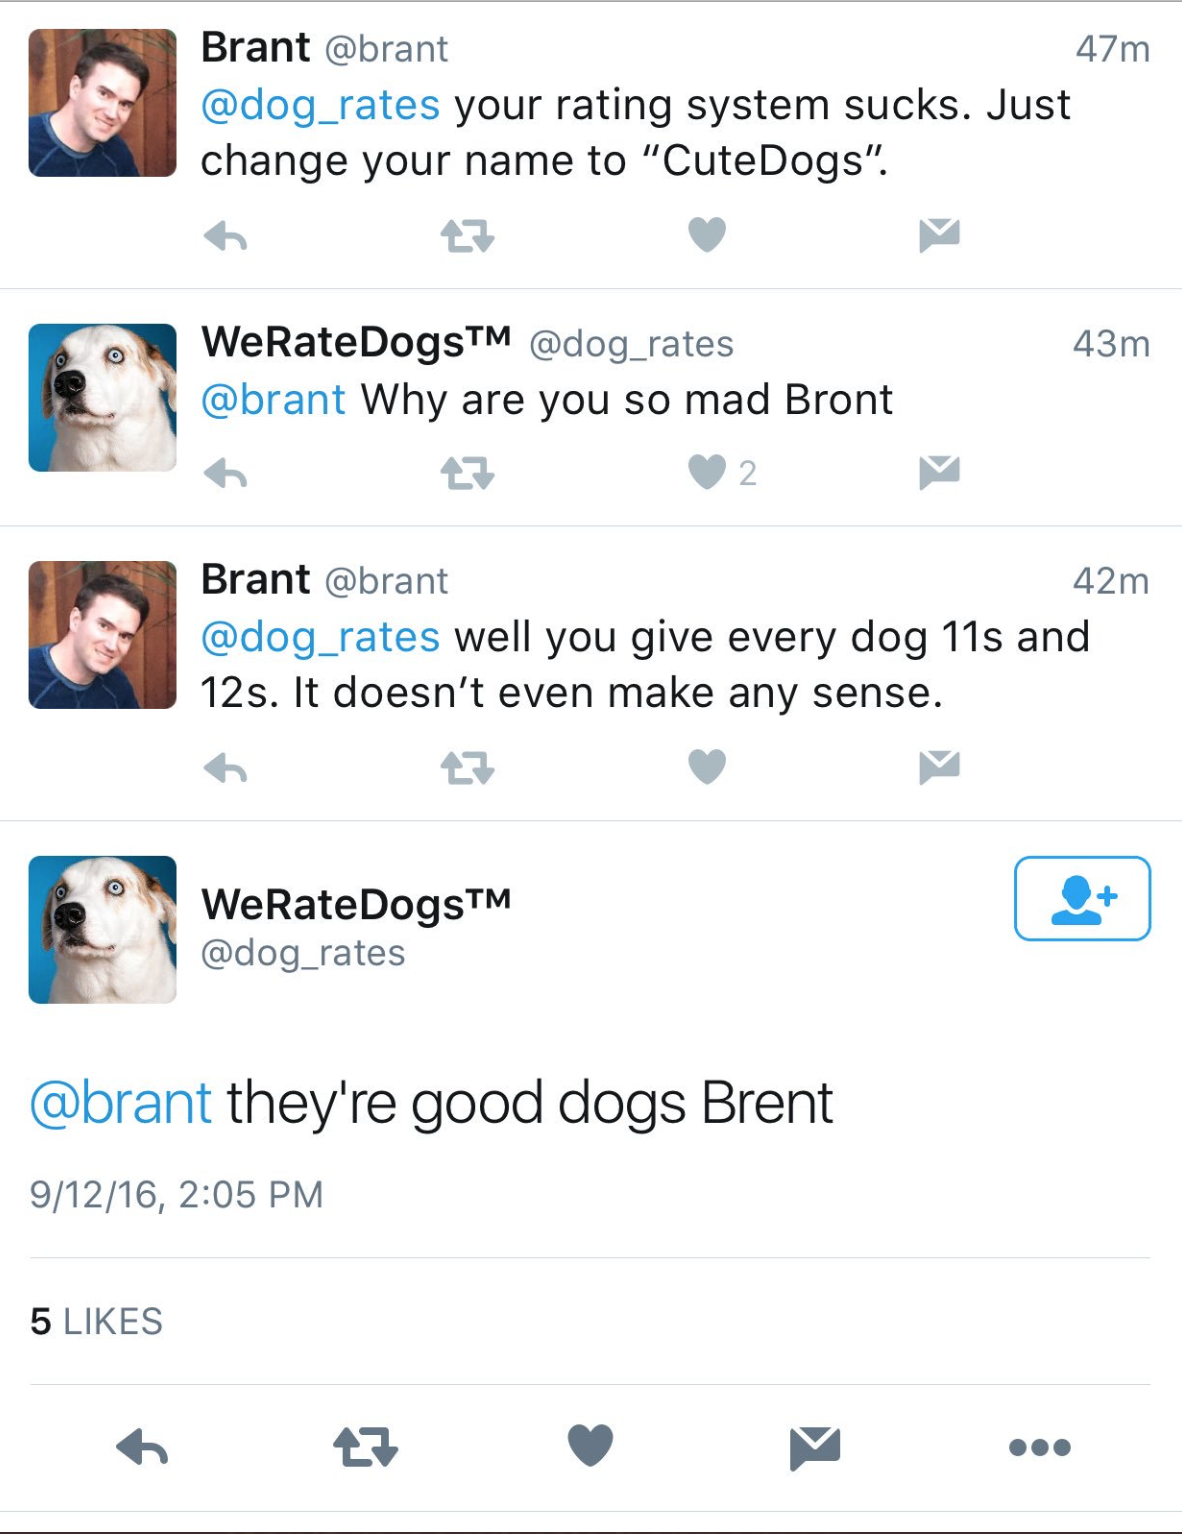 Brant @brant 47m
@dog_rates your rating system sucks. Just
change your name to “CuteDogs”.
WeRateDogs™ @dog_rates 43m
@brant Why are you so mad Bront
2
Brant @brant 42m
@dog_rates well you give every dog 11s and
12s. It doesn’t even make any sense.
WeRateDogs™
@dog_rates
@brant they're good dogs Brent
9/12/16, 2:05 PM
5 LIKES